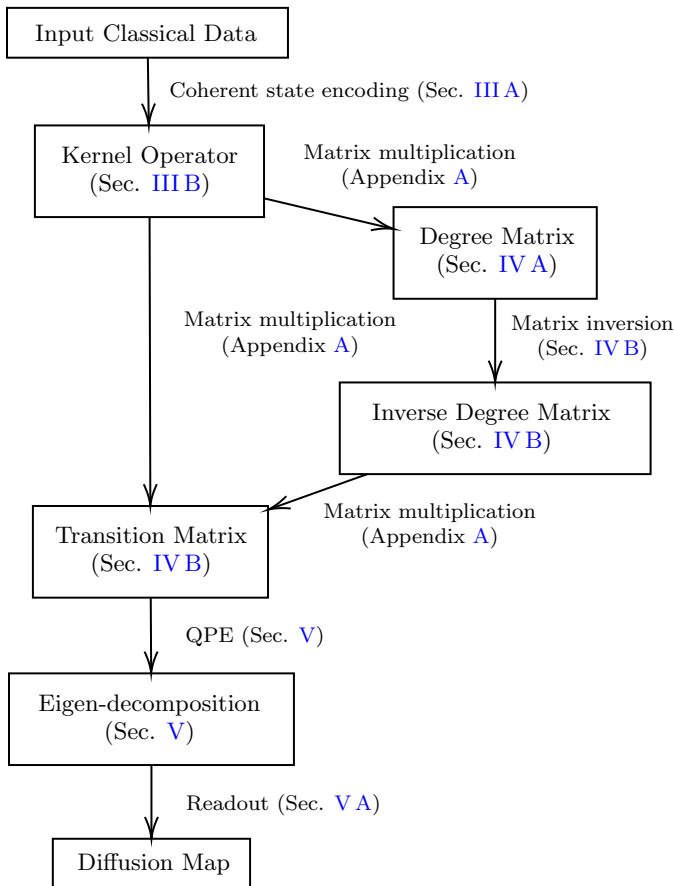 Input Classical Data
Coherent state encoding (Sec. III A)
Kernel Operator
(Sec. III B)
Matrix multiplication
(Appendix A)
Degree Matrix
(Sec. IV A)
Matrix multiplication
(Appendix A)
Matrix inversion
(Sec. IV B)
Inverse Degree Matrix
(Sec. IV B)
Matrix multiplication
(Appendix A)
Transition Matrix
(Sec. IV B)
QPE (Sec. V)
Eigen-decomposition
(Sec. V)
Readout (Sec. V A)
Diffusion Map